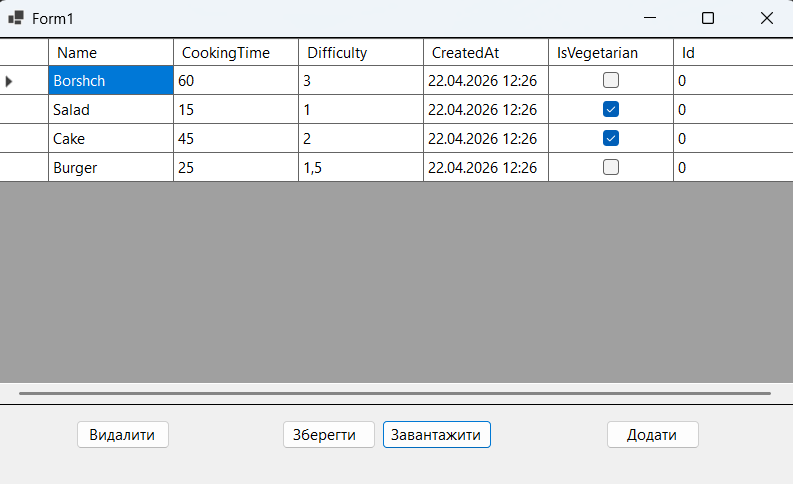 Form1
Name CookingTime Difficulty CreatedAt IsVegetarian Id
Borshch 60 3 22.04.2026 12:26 0
Salad 15 1 22.04.2026 12:26 0
Cake 45 2 22.04.2026 12:26 0
Burger 25 1,5 22.04.2026 12:26 0
Видалити Зберегти Завантажити Додати